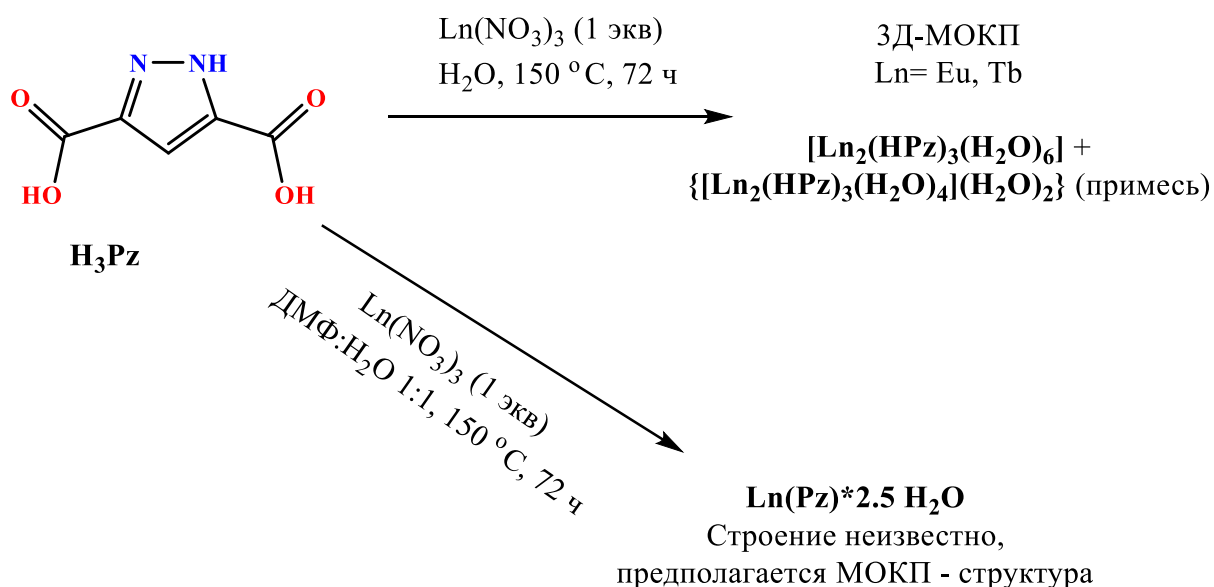 N
NH
O
O
HO
OH
H₃Pz
Ln(NO₃)₃ (1 экв)
H₂O, 150 °C, 72 ч
3Д-МОКП
Ln= Eu, Tb
[Ln₂(HPz)₃(H₂O)₆] +
{[Ln₂(HPz)₃(H₂O)₄](H₂O)₂} (примесь)
Ln(NO₃)₃ (1 экв)
ДМФ:H₂O 1:1, 150 °C, 72 ч
Ln(Pz)*2.5 H₂O
Строение неизвестно,
предполагается МОКП - структура